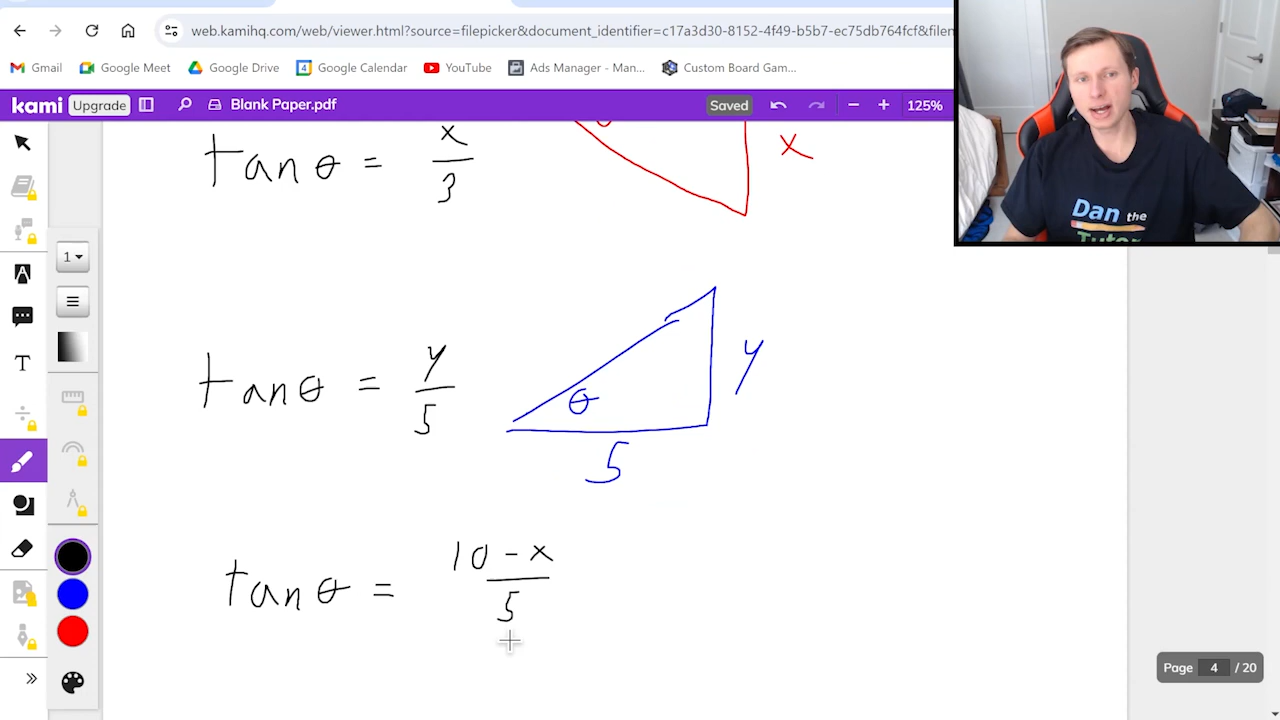 web.kamihq.com/web/viewer.html?source=filepicker&document_identifier=c17a3d30-8152-4f49-b5b7-ec75db764fcf&filen
Gmail Google Meet Google Drive Google Calendar YouTube Ads Manager - Man... Custom Board Gam...
kami Upgrade Blank Paper.pdf Saved 125%
tan θ = x/3
x
1
tan θ = y/5
θ
y
5
tan θ = 10 - x/5
Page 4 / 20
Dan the
Tutor